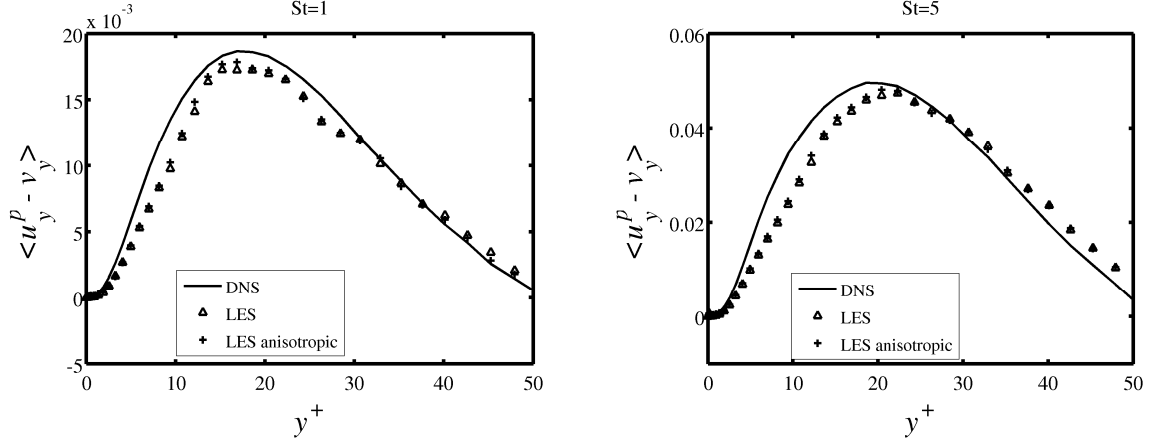 St=1
x 10^-3
20
15
10
5
0
-5
<u_y^p - v_y>
DNS
LES
LES anisotropic
0 10 20 30 40 50
y^+
St=5
0.06
0.04
0.02
0
<u_y^p - v_y>
DNS
LES
LES anisotropic
0 10 20 30 40 50
y^+